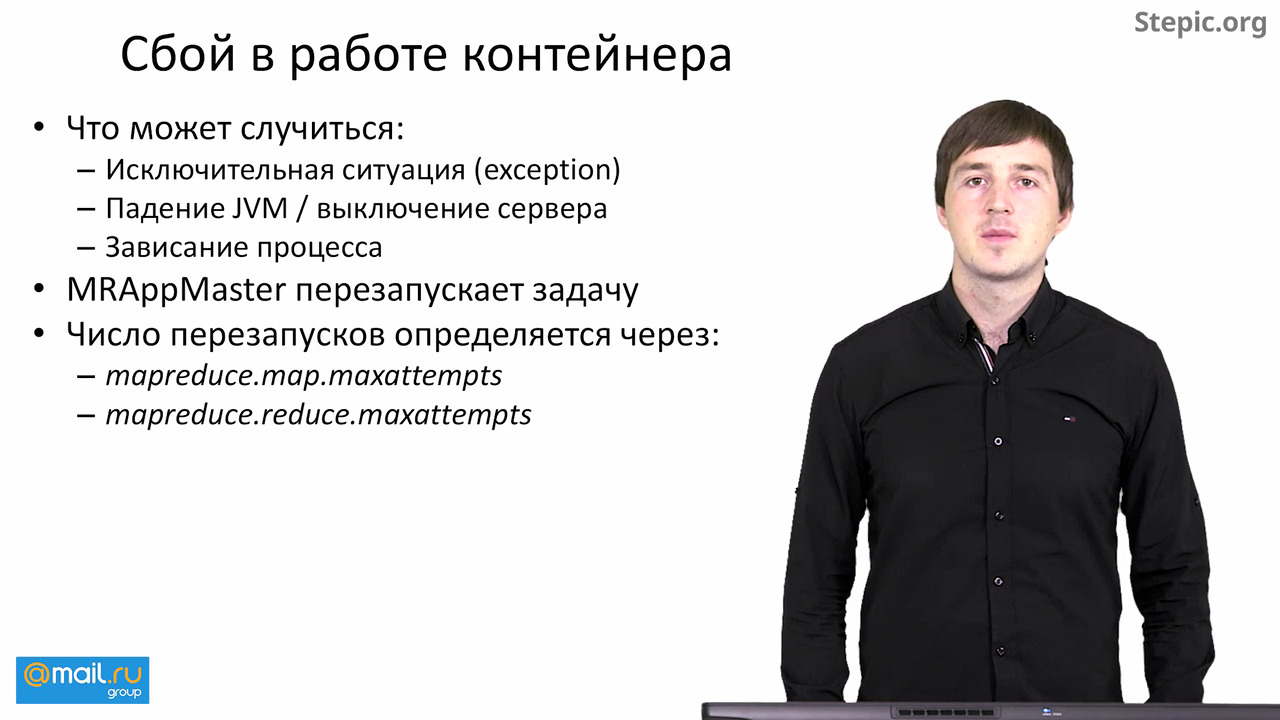 Stepic.org
Сбой в работе контейнера
• Что может случиться:
– Исключительная ситуация (exception)
– Падение JVM / выключение сервера
– Зависание процесса
• MRAppMaster перезапускает задачу
• Число перезапусков определяется через:
– mapreduce.map.maxattempts
– mapreduce.reduce.maxattempts
@mail.ru
group